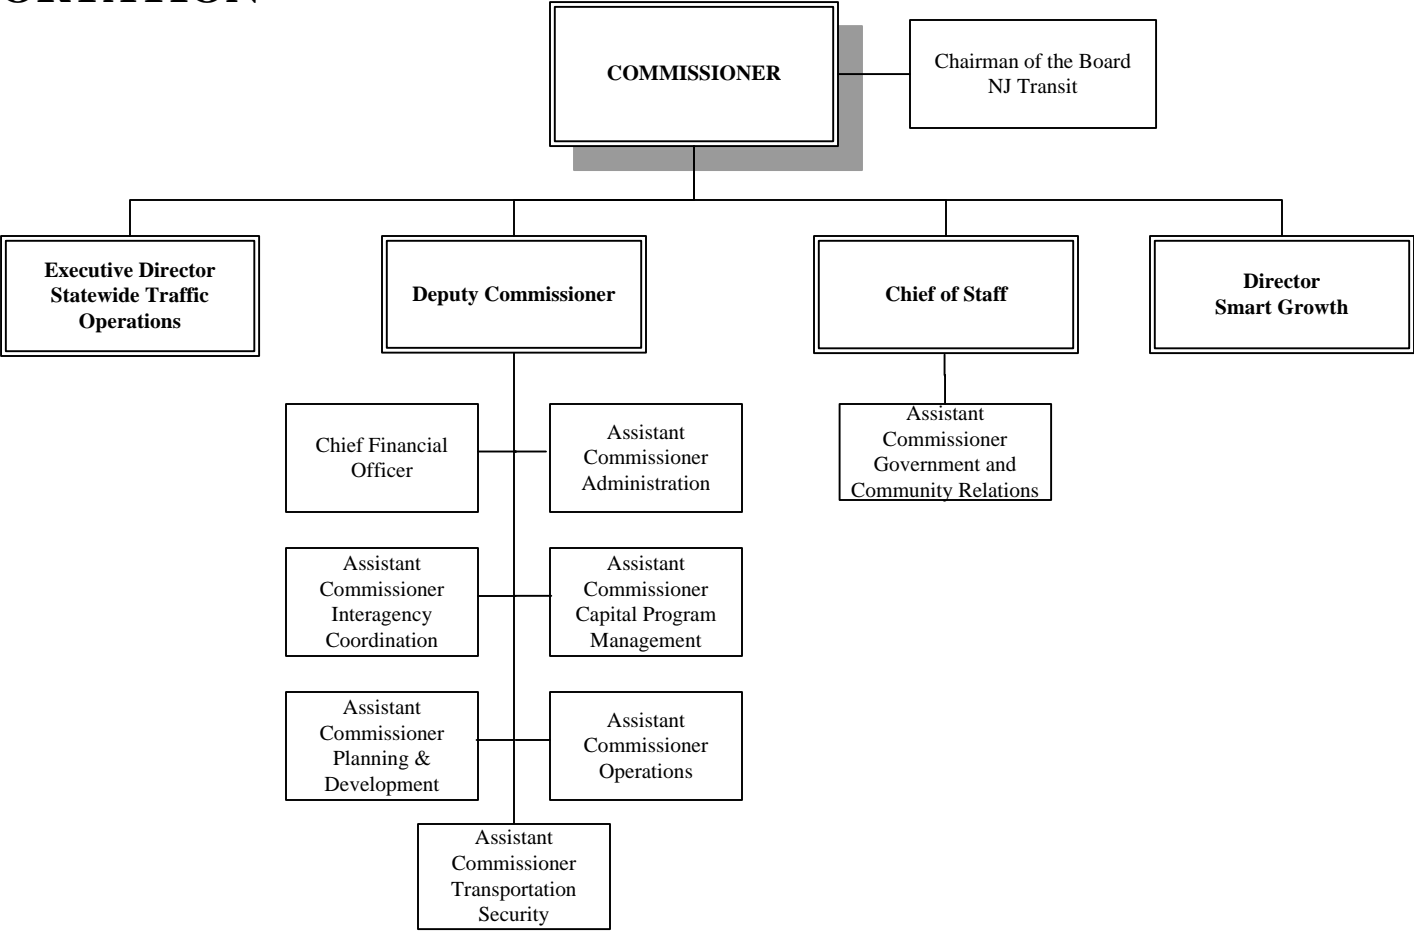 COMMISSIONER
Chairman of the Board
NJ Transit
Executive Director
Statewide Traffic
Operations
Deputy Commissioner
Chief of Staff
Director
Smart Growth
Chief Financial
Officer
Assistant
Commissioner
Administration
Assistant
Commissioner
Government and
Community Relations
Assistant
Commissioner
Interagency
Coordination
Assistant
Commissioner
Capital Program
Management
Assistant
Commissioner
Planning &
Development
Assistant
Commissioner
Operations
Assistant
Commissioner
Transportation
Security